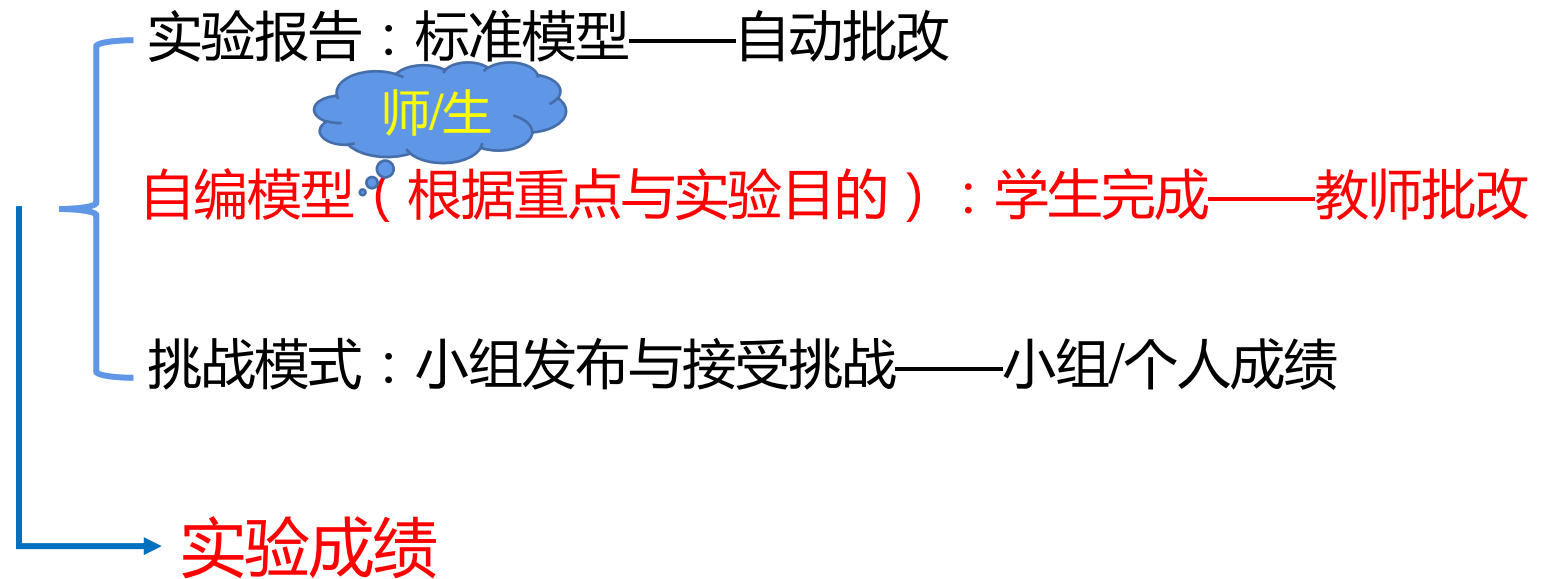 实验报告：标准模型——自动批改
师/生
自编模型（根据重点与实验目的）：学生完成——教师批改
挑战模式：小组发布与接受挑战——小组/个人成绩
实验成绩